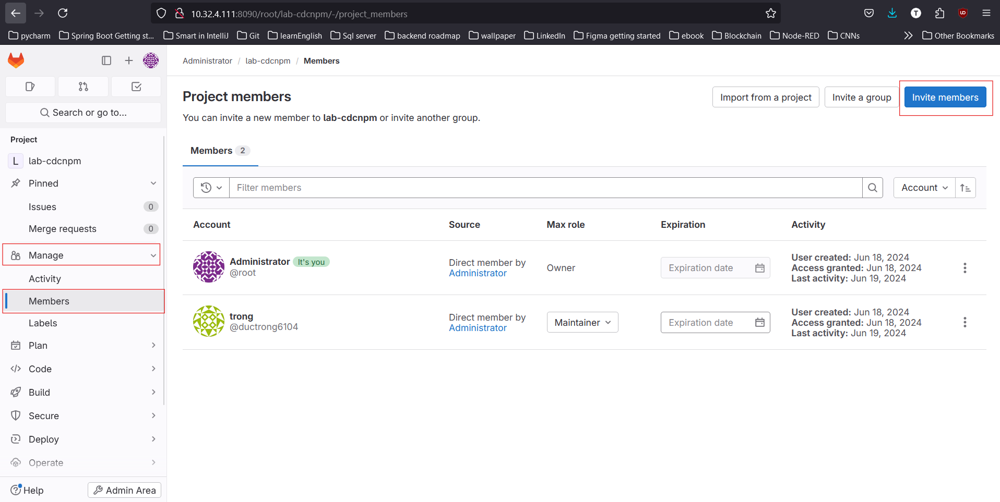 10.32.4.111:8090/root/lab-cdcnpm/-/project_members
T
UO
pycharm Spring Boot Getting st... Smart in IntelliJ Git learnEnglish Sql server backend roadmap wallpaper LinkedIn Figma getting started ebook Blockchain Node-RED CNNs Other Bookmarks
Search or go to...
Project
L lab-cdcnpm
Pinned
Issues 0
Merge requests 0
Manage
Activity
Members
Labels
Plan
Code
Build
Secure
Deploy
Operate
Help Admin Area
Administrator / lab-cdcnpm / Members
Project members
Import from a project Invite a group Invite members
You can invite a new member to lab-cdcnpm or invite another group.
Members 2
Filter members Account
Account Source Max role Expiration Activity
Administrator It's you
@root
Direct member by
Administrator
Owner
Expiration date
User created: Jun 18, 2024
Access granted: Jun 18, 2024
Last activity: Jun 19, 2024
trong
@ductrong6104
Direct member by
Administrator
Maintainer
Expiration date
User created: Jun 18, 2024
Access granted: Jun 18, 2024
Last activity: Jun 19, 2024